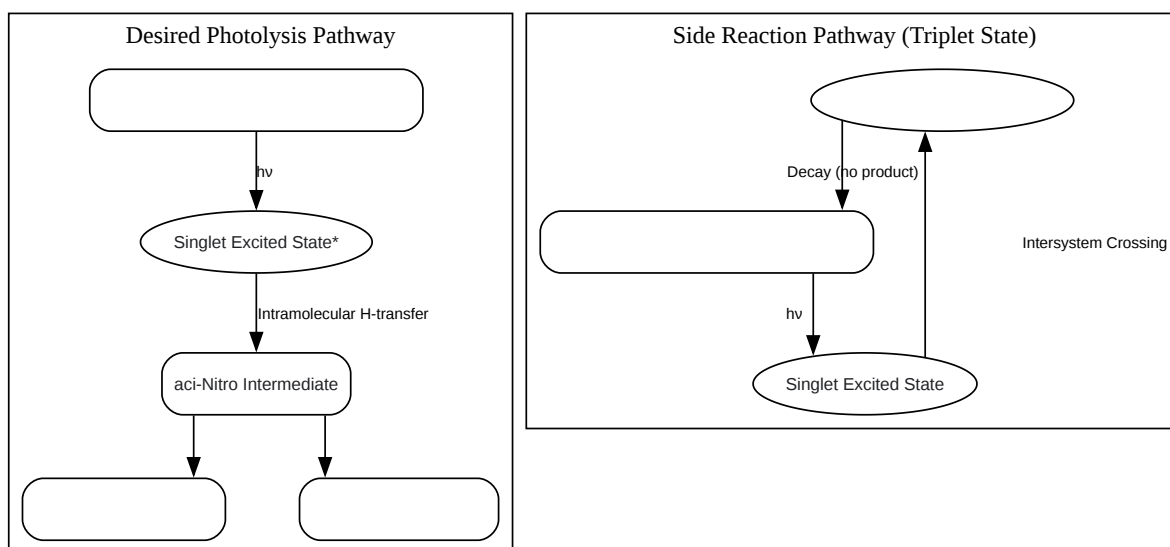 Desired Photolysis Pathway
hν
Singlet Excited State*
Intramolecular H-transfer
aci-Nitro Intermediate
Side Reaction Pathway (Triplet State)
Decay (no product)
Intersystem Crossing
hν
Singlet Excited State